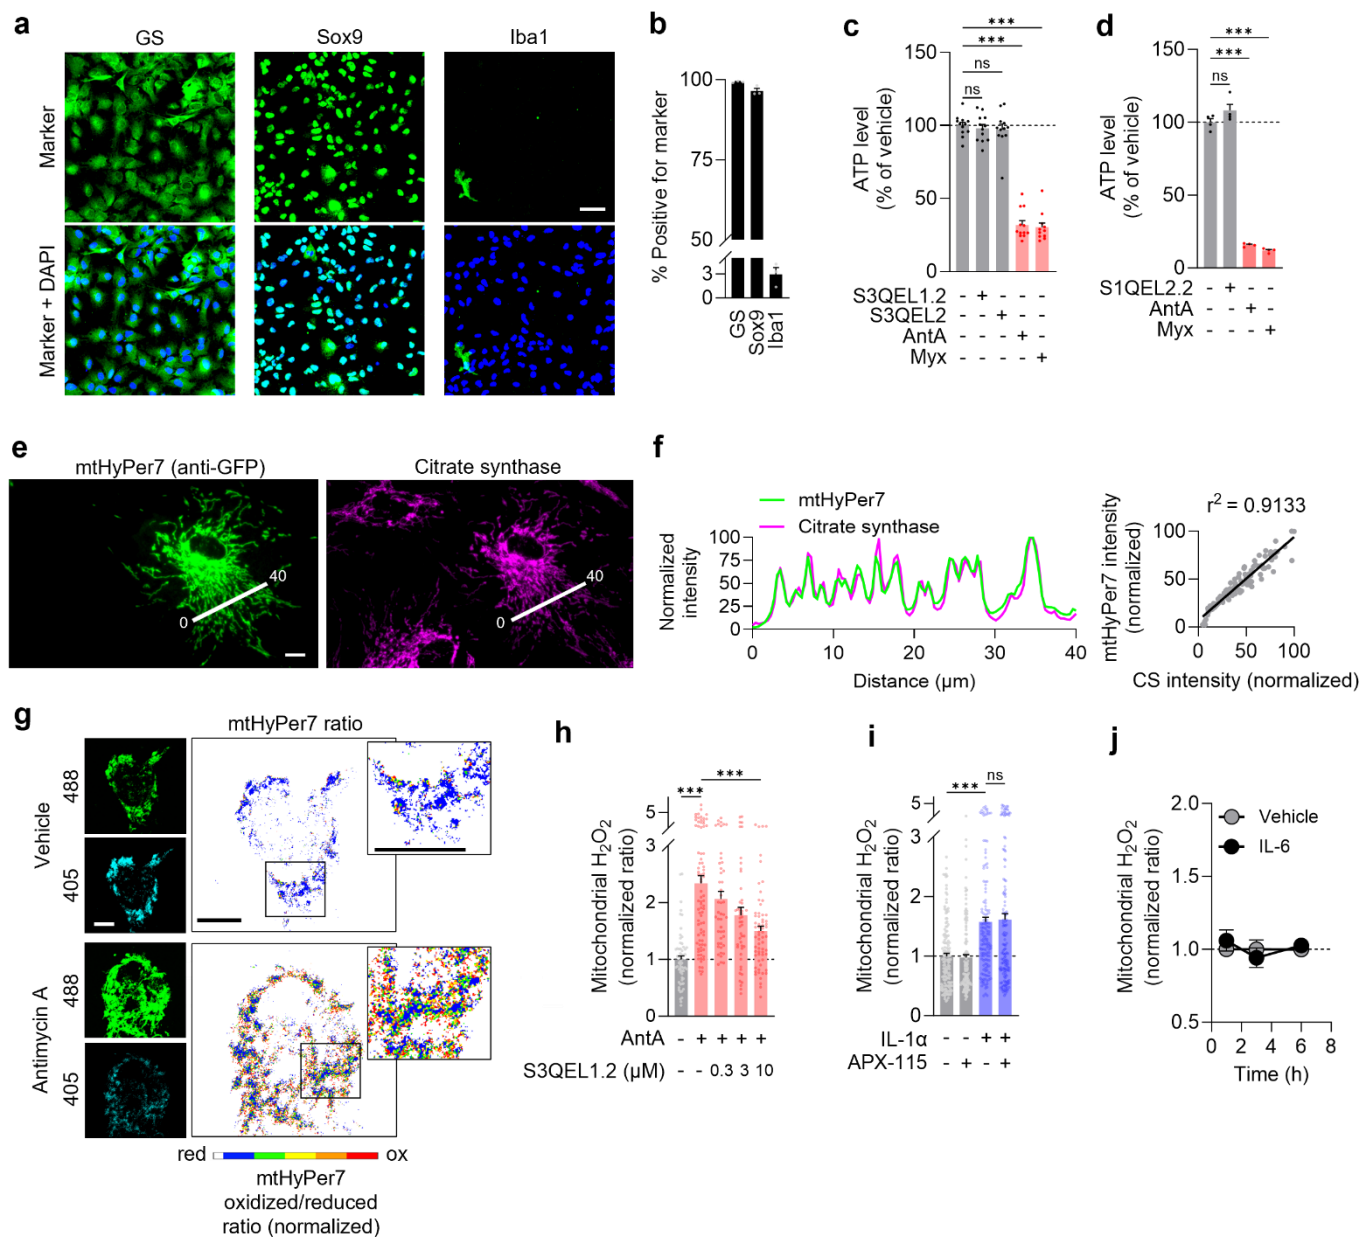 a
GS
Sox9
Iba1
Marker
Marker + DAPI
b
% Positive for marker
100
75
50
3
0
GS
Sox9
Iba1
c
ATP level
(% of vehicle)
150
100
50
0
***
***
ns
ns
S3QEL1.2 - + - - -
S3QEL2 - - + - -
AntA - - - + -
Myx - - - - +
d
ATP level
(% of vehicle)
150
100
50
0
***
***
ns
S1QEL2.2 - + - -
AntA - - + -
Myx - - - +
e
mtHyPer7 (anti-GFP)
Citrate synthase
0
40
0
40
f
mtHyPer7
Citrate synthase
Normalized
intensity
100
75
50
25
0
0 10 20 30 40
Distance (µm)
r² = 0.9133
mtHyPer7 intensity
(normalized)
100
50
0
0 50 100
CS intensity (normalized)
g
mtHyPer7 ratio
Vehicle
488
405
Antimycin A
488
405
red ox
mtHyPer7
oxidized/reduced
ratio (normalized)
h
Mitochondrial H₂O₂
(normalized ratio)
5
3
2
1
0
***
***
AntA - + + + +
S3QEL1.2 (µM) - - 0.3 3 10
i
Mitochondrial H₂O₂
(normalized ratio)
5
3
2
1
0
***
ns
IL-1α - - + +
APX-115 - + - +
j
Mitochondrial H₂O₂
(normalized ratio)
2.0
1.5
1.0
0.5
Vehicle
IL-6
0 2 4 6 8
Time (h)